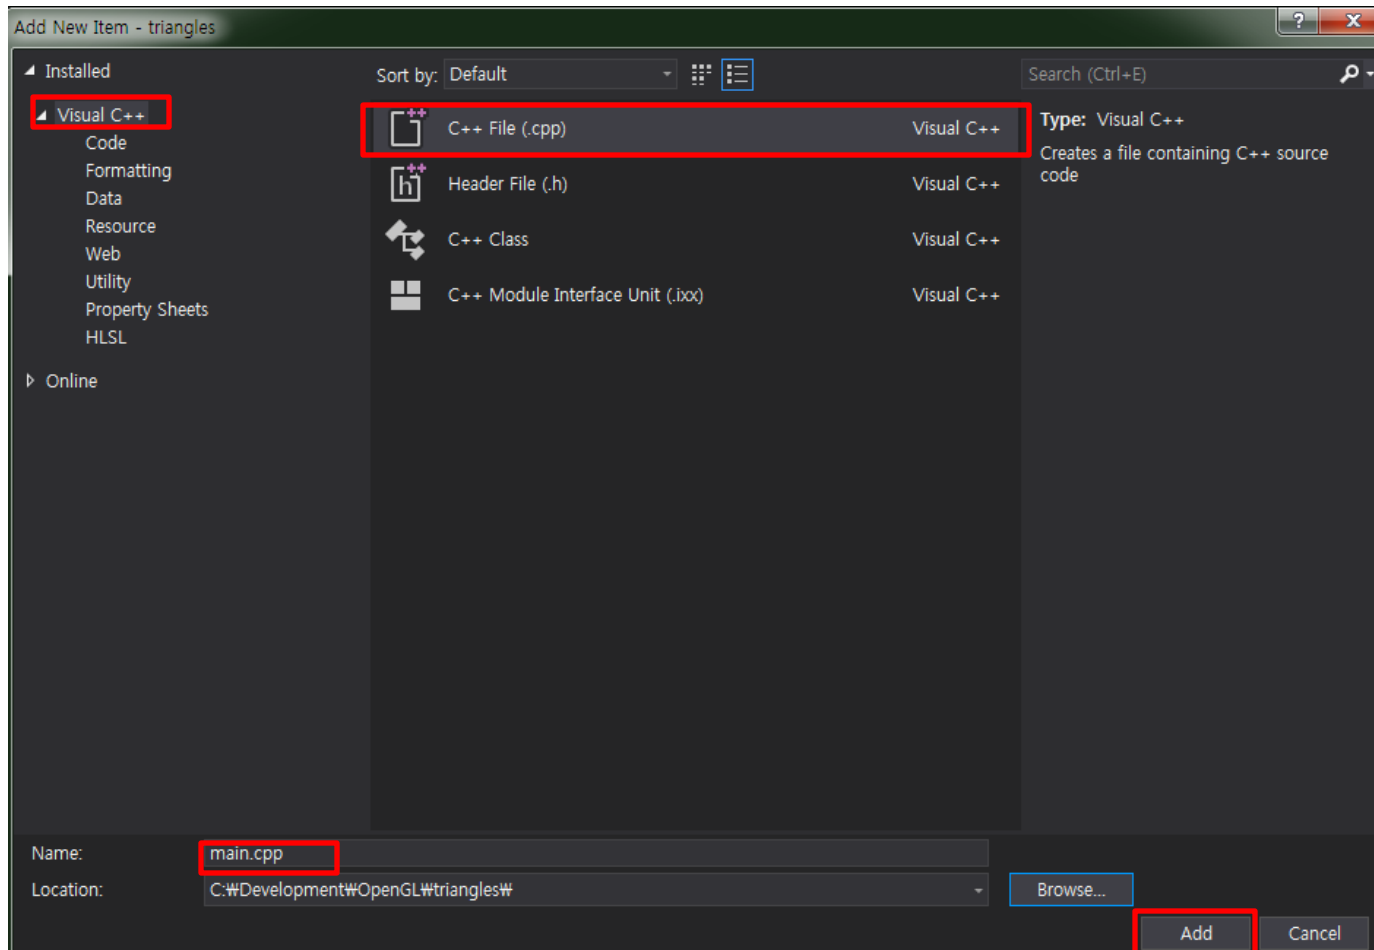 Add New Item - triangles
?
X
Installed
Sort by: Default
Search (Ctrl+E)
Visual C++
Code
Formatting
Data
Resource
Web
Utility
Property Sheets
HLSL
Online
C++ File (.cpp) Visual C++
Header File (.h) Visual C++
C++ Class Visual C++
C++ Module Interface Unit (.ixx) Visual C++
Type: Visual C++
Creates a file containing C++ source
code
Name: main.cpp
Location: C:₩Development₩OpenGL₩triangles₩
Browse...
Add Cancel